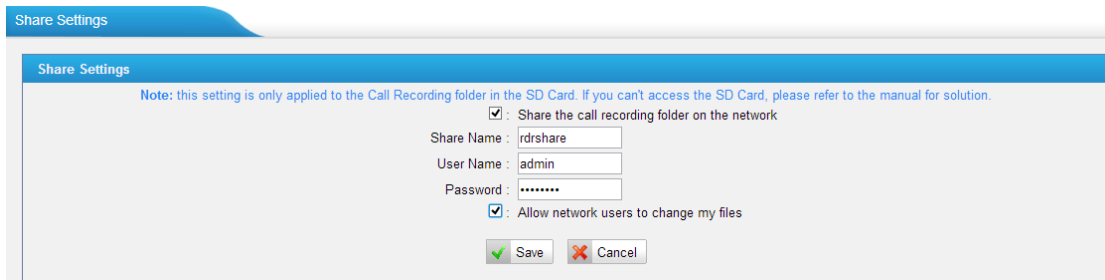 Share Settings
Share Settings
Note: this setting is only applied to the Call Recording folder in the SD Card. If you can't access the SD Card, please refer to the manual for solution.
: Share the call recording folder on the network
Share Name : rdrshare
User Name : admin
Password : ••••••••
: Allow network users to change my files
Save Cancel